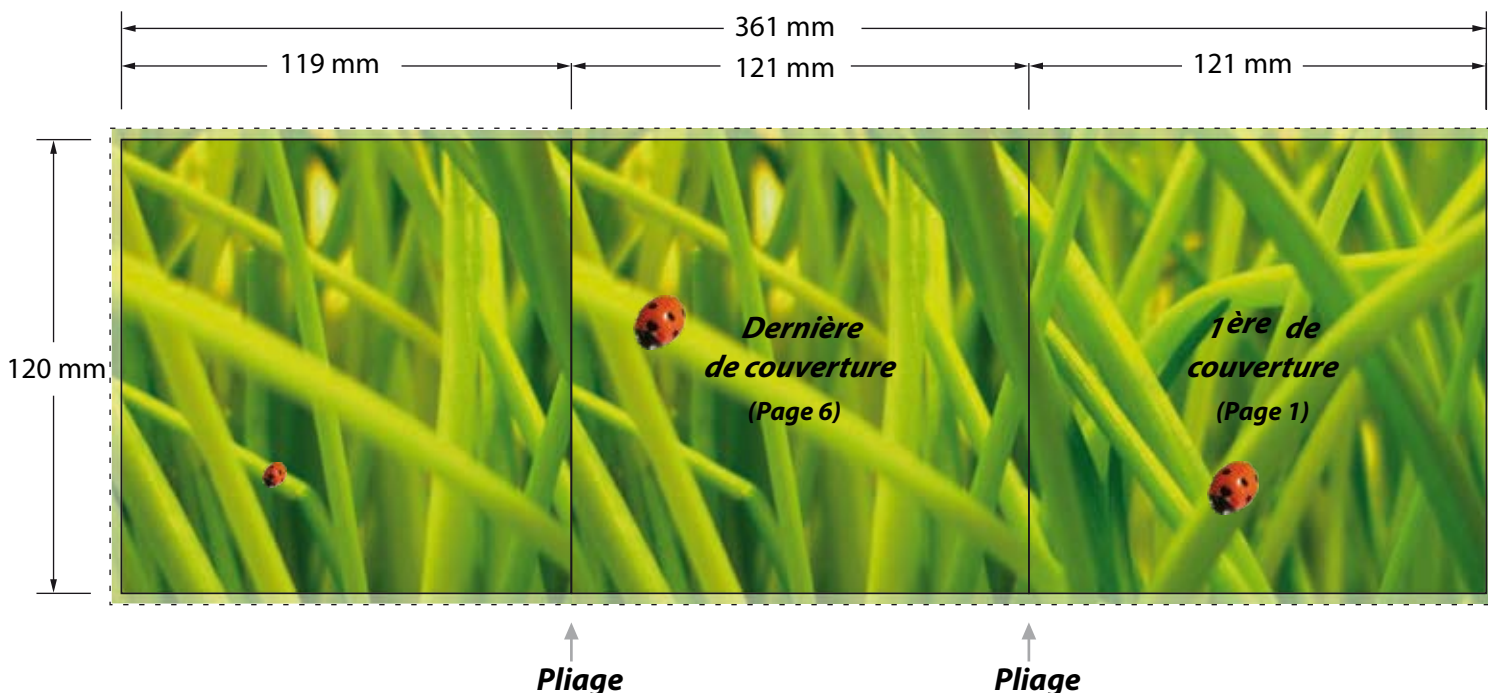 361 mm
119 mm
121 mm
121 mm
120 mm
Dernière
de couverture
(Page 6)
1ère de
couverture
(Page 1)
Pliage
Pliage